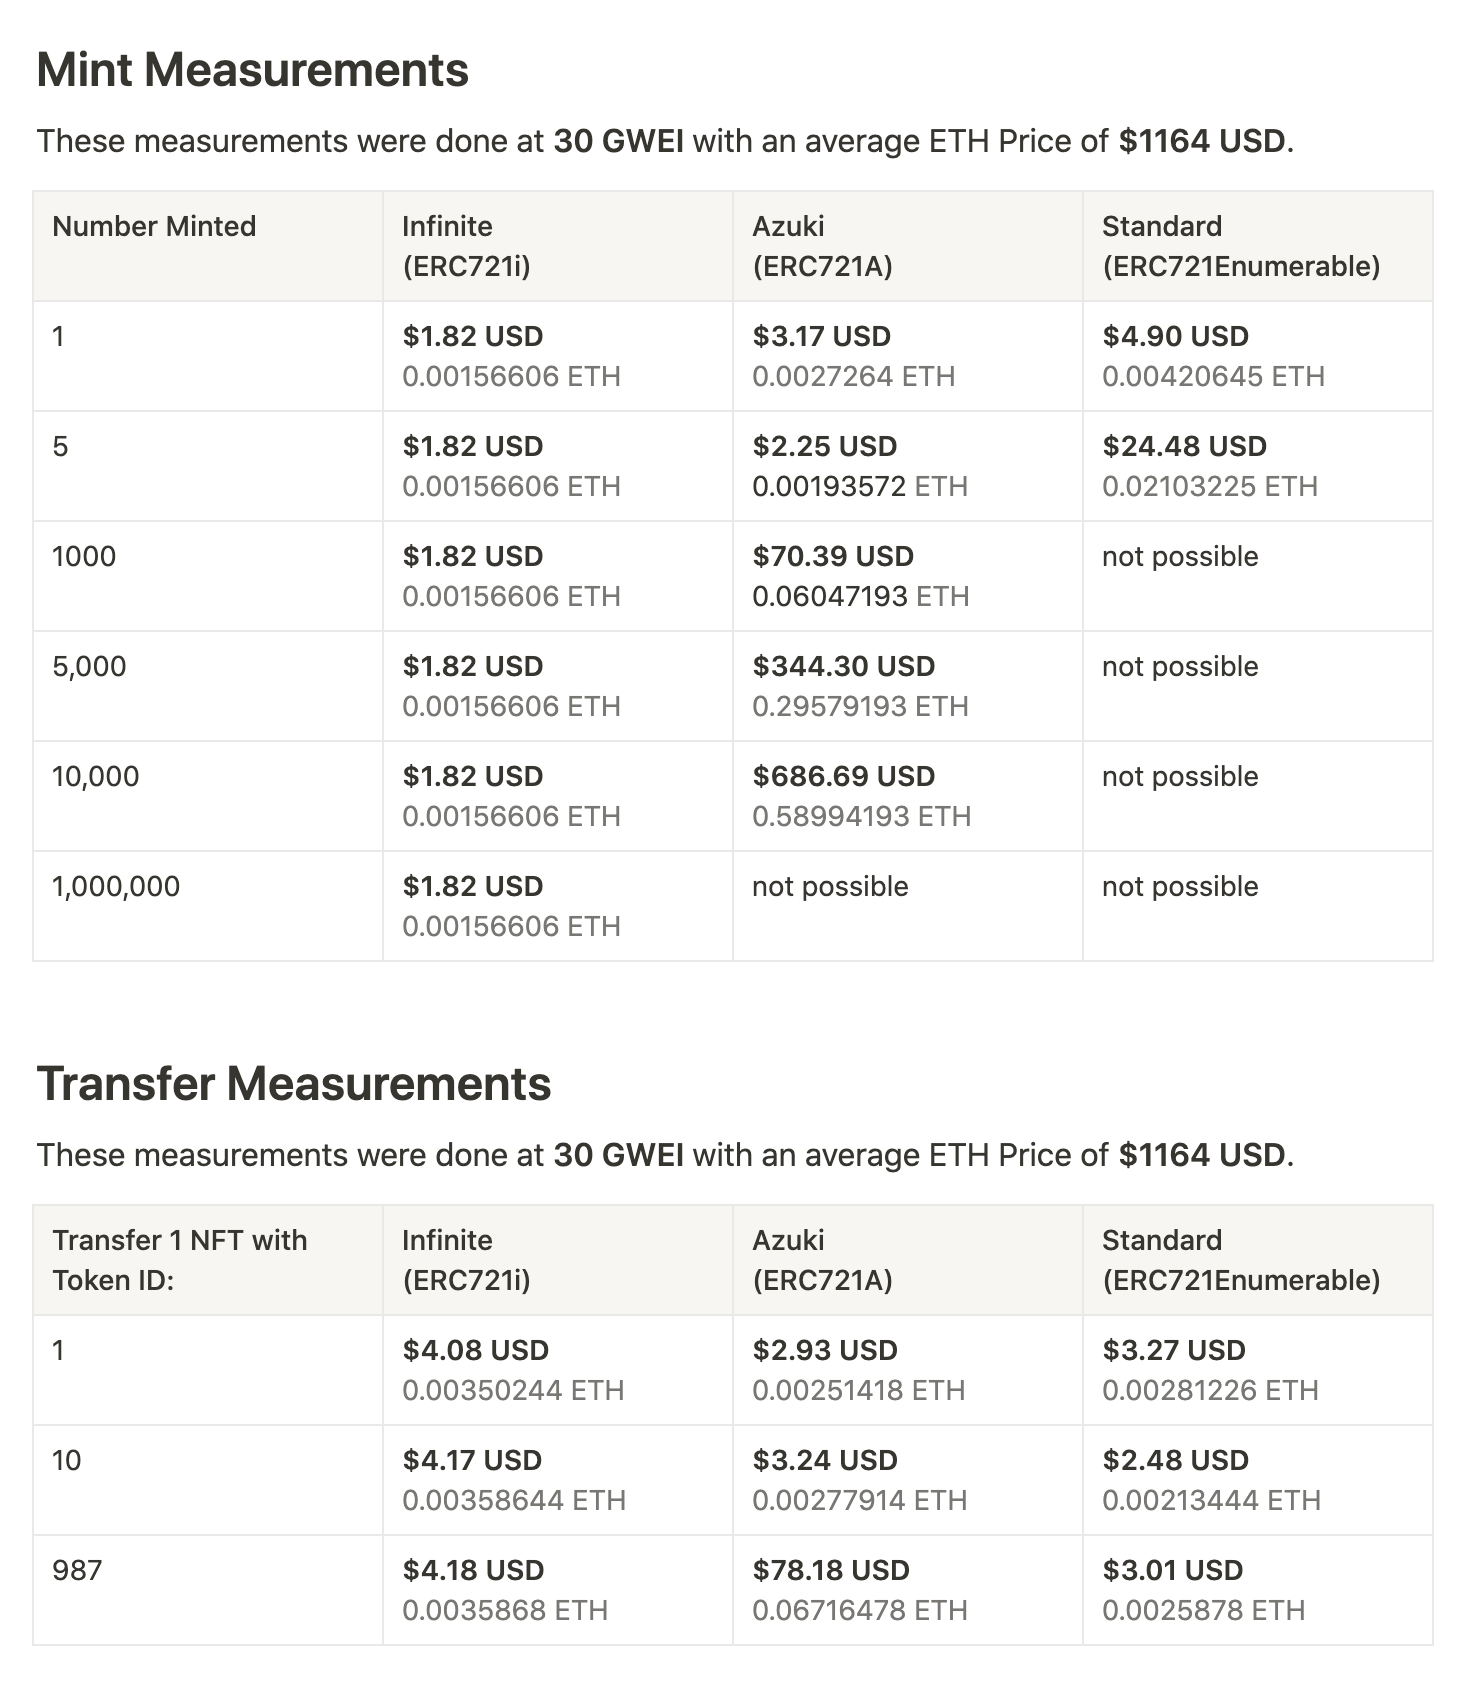 Mint Measurements
These measurements were done at 30 GWEI with an average ETH Price of $1164 USD.
Number Minted
Infinite
(ERC721i)
Azuki
(ERC721A)
Standard
(ERC721Enumerable)
1
$1.82 USD
0.00156606 ETH
$3.17 USD
0.0027264 ETH
$4.90 USD
0.00420645 ETH
5
$1.82 USD
0.00156606 ETH
$2.25 USD
0.00193572 ETH
$24.48 USD
0.02103225 ETH
1000
$1.82 USD
0.00156606 ETH
$70.39 USD
0.06047193 ETH
not possible
5,000
$1.82 USD
0.00156606 ETH
$344.30 USD
0.29579193 ETH
not possible
10,000
$1.82 USD
0.00156606 ETH
$686.69 USD
0.58994193 ETH
not possible
1,000,000
$1.82 USD
0.00156606 ETH
not possible
not possible
Transfer Measurements
These measurements were done at 30 GWEI with an average ETH Price of $1164 USD.
Transfer 1 NFT with
Token ID:
Infinite
(ERC721i)
Azuki
(ERC721A)
Standard
(ERC721Enumerable)
1
$4.08 USD
0.00350244 ETH
$2.93 USD
0.00251418 ETH
$3.27 USD
0.00281226 ETH
10
$4.17 USD
0.00358644 ETH
$3.24 USD
0.00277914 ETH
$2.48 USD
0.00213444 ETH
987
$4.18 USD
0.0035868 ETH
$78.18 USD
0.06716478 ETH
$3.01 USD
0.0025878 ETH